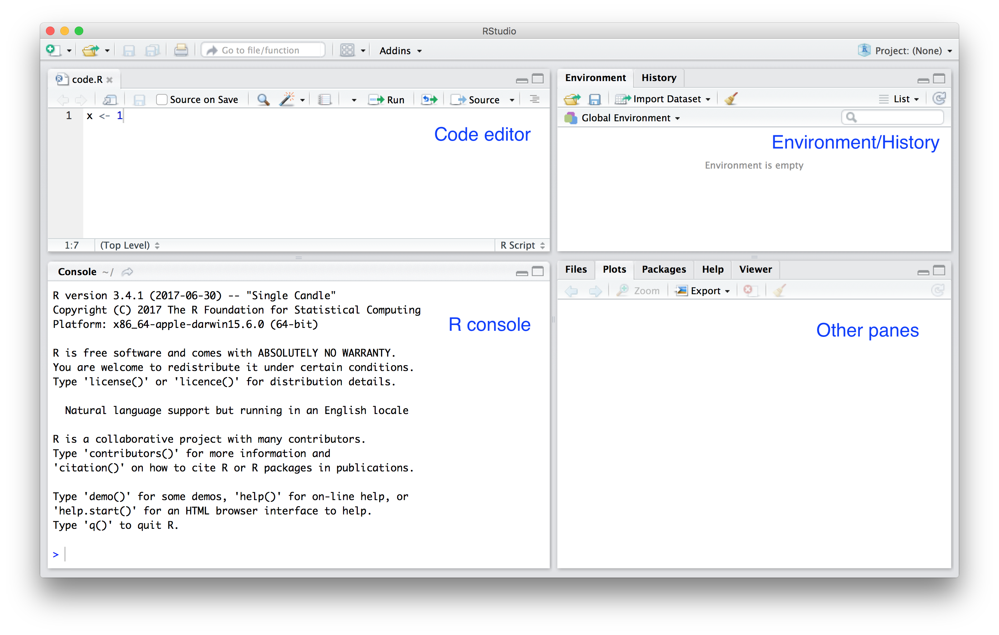 RStudio
Go to file/function
Addins
Project: (None)
code.R
Source on Save
Run
Source
1 x <- 1
Code editor
1:7 (Top Level) R Script
Environment History
Import Dataset
List
Global Environment
Environment/History
Environment is empty
Console ~/
R version 3.4.1 (2017-06-30) -- "Single Candle"
Copyright (C) 2017 The R Foundation for Statistical Computing
Platform: x86_64-apple-darwin15.6.0 (64-bit)
R console
R is free software and comes with ABSOLUTELY NO WARRANTY.
You are welcome to redistribute it under certain conditions.
Type 'license()' or 'licence()' for distribution details.
Natural language support but running in an English locale
R is a collaborative project with many contributors.
Type 'contributors()' for more information and
'citation()' on how to cite R or R packages in publications.
Type 'demo()' for some demos, 'help()' for on-line help, or
'help.start()' for an HTML browser interface to help.
Type 'q()' to quit R.
>
Files Plots Packages Help Viewer
Zoom Export
Other panes